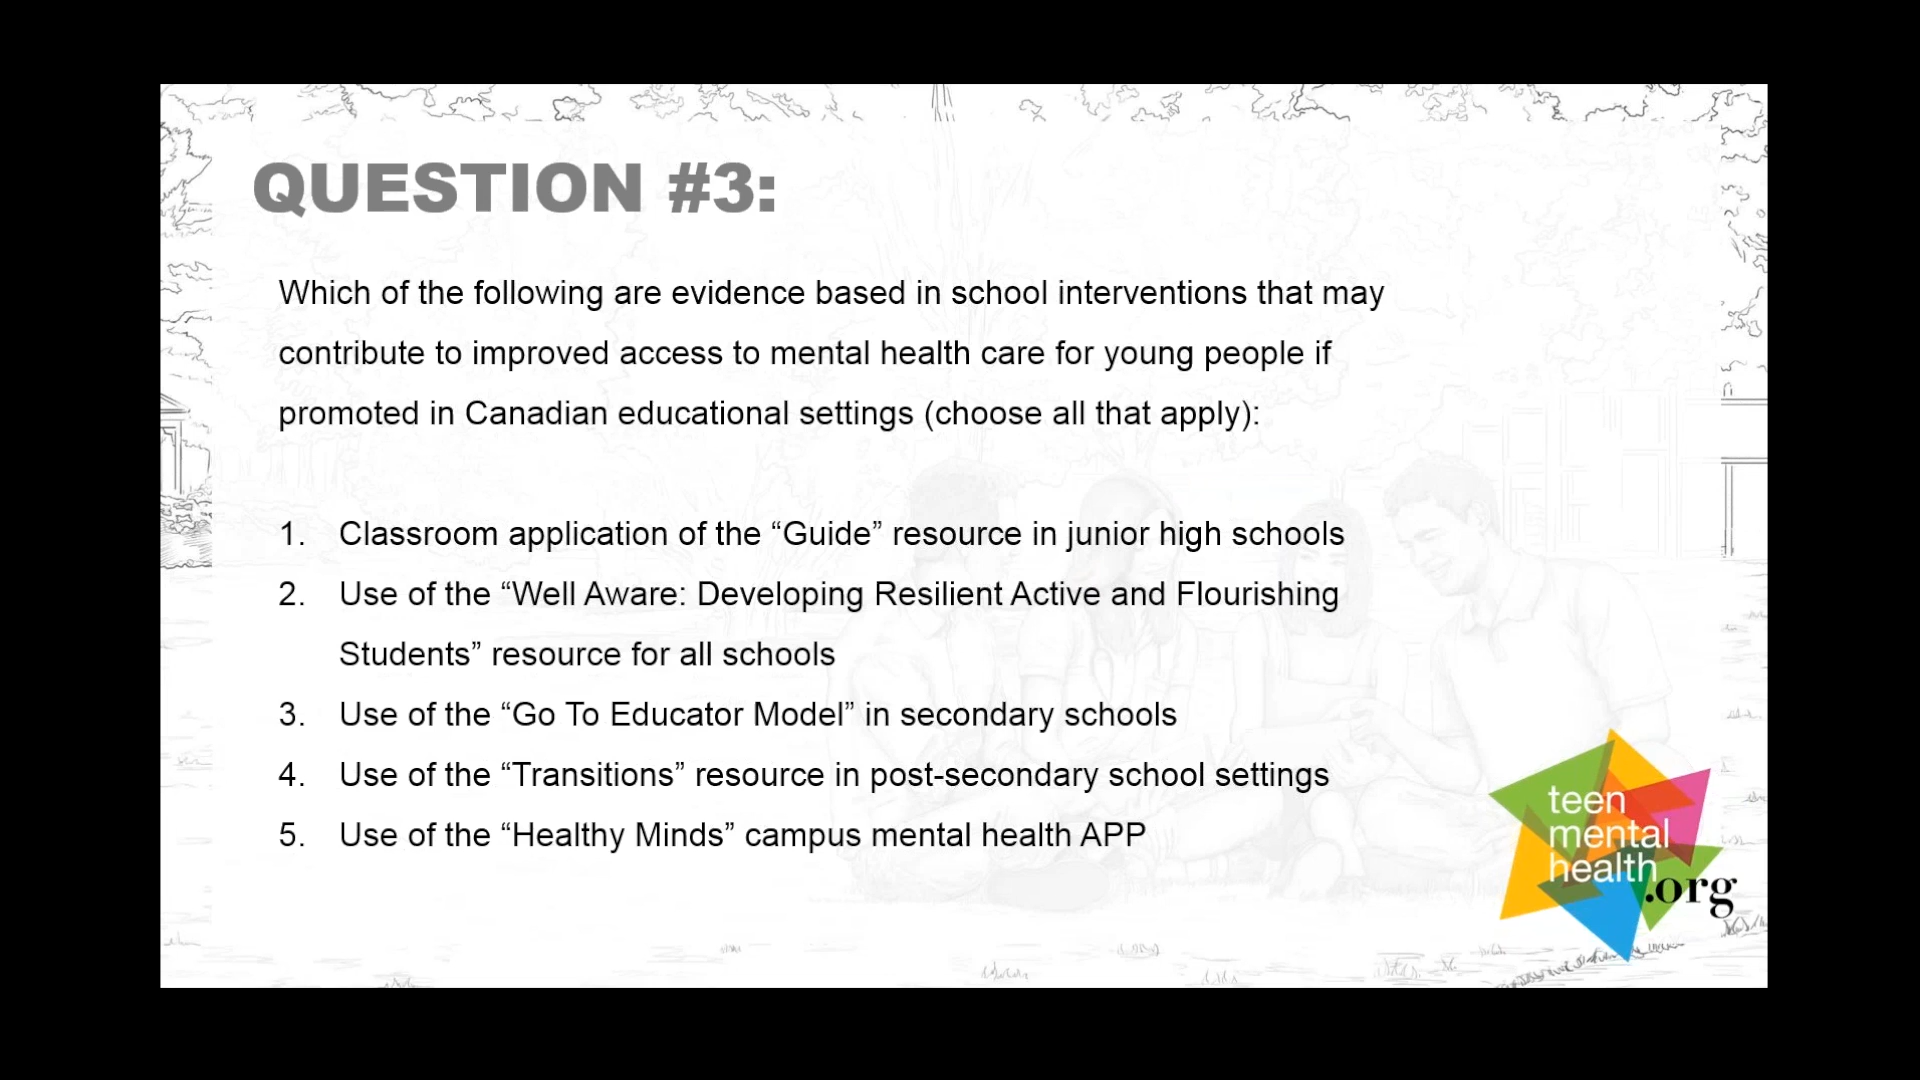 QUESTION #3:
Which of the following are evidence based in school interventions that may
contribute to improved access to mental health care for young people if
promoted in Canadian educational settings (choose all that apply):
1. Classroom application of the “Guide” resource in junior high schools
2. Use of the “Well Aware: Developing Resilient Active and Flourishing
Students” resource for all schools
3. Use of the “Go To Educator Model” in secondary schools
4. Use of the “Transitions” resource in post-secondary school settings
5. Use of the “Healthy Minds” campus mental health APP
teen
mental
health
.org